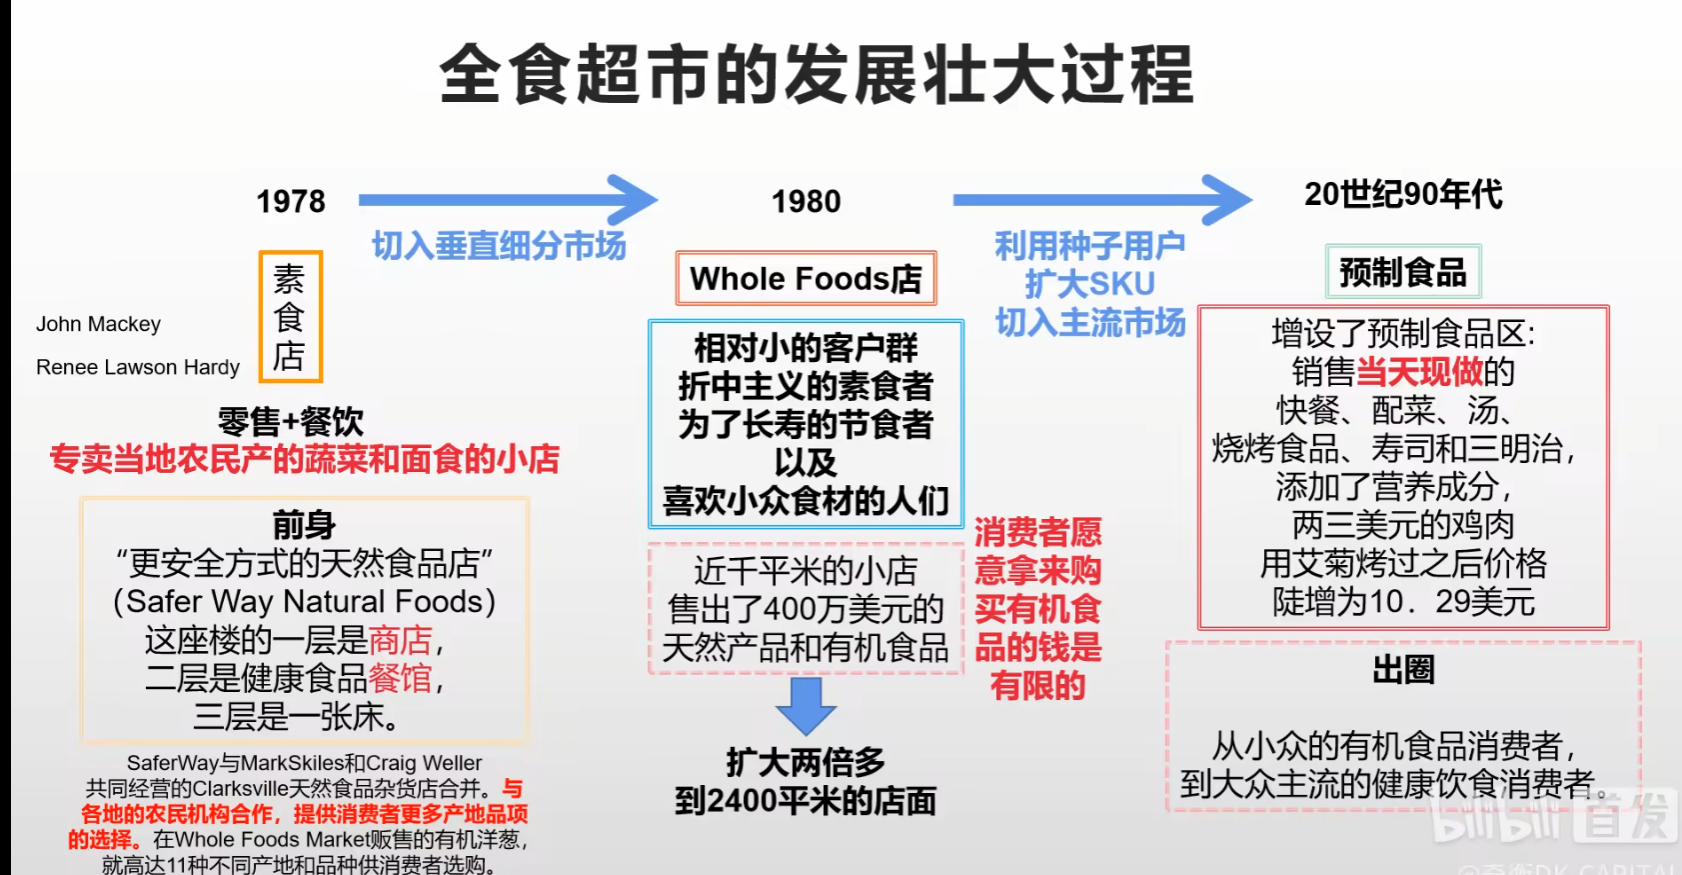 全食超市的发展壮大过程
1978
切入垂直细分市场
素
食
店
John Mackey
Renee Lawson Hardy
零售+餐饮
专卖当地农民产的蔬菜和面食的小店
前身
“更安全方式的天然食品店”
（Safer Way Natural Foods）
这座楼的一层是商店，
二层是健康食品餐馆，
三层是一张床。
SaferWay与MarkSkiles和Craig Weller
共同经营的Clarksville天然食品杂货店合并。与
各地的农民机构合作，提供消费者更多产地品项
的选择。在Whole Foods Market贩售的有机洋葱，
就高达11种不同产地和品种供消费者选购。
1980
Whole Foods店
相对小的客户群
折中主义的素食者
为了长寿的节食者
以及
喜欢小众食材的人们
近千平米的小店
售出了400万美元的
天然产品和有机食品
扩大两倍多
到2400平米的店面
利用种子用户
扩大SKU
切入主流市场
消费者愿
意拿来购
买有机食
品的钱是
有限的
20世纪90年代
预制食品
增设了预制食品区:
销售当天现做的
快餐、配菜、汤、
烧烤食品、寿司和三明治，
添加了营养成分，
两三美元的鸡肉
用艾菊烤过之后价格
陡增为10．29美元
出圈
从小众的有机食品消费者，
到大众主流的健康饮食消费者。
bilibili 首发
DK CAPITAL